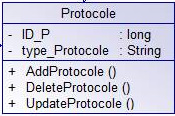 Protocole
- ID_P : long
- type_Protocole : String
+ AddProtocole ()
+ DeleteProtocole ()
+ UpdateProtocole ()